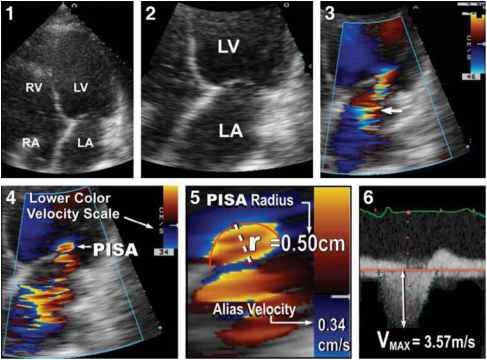 1
RV
LV
RA
LA
2
LV
LA
3
4
Lower Color
Velocity Scale
PISA
34
5
PISA Radius
r =0.50cm
Alias Velocity
0.34
cm/s
6
VMAX = 3.57m/s